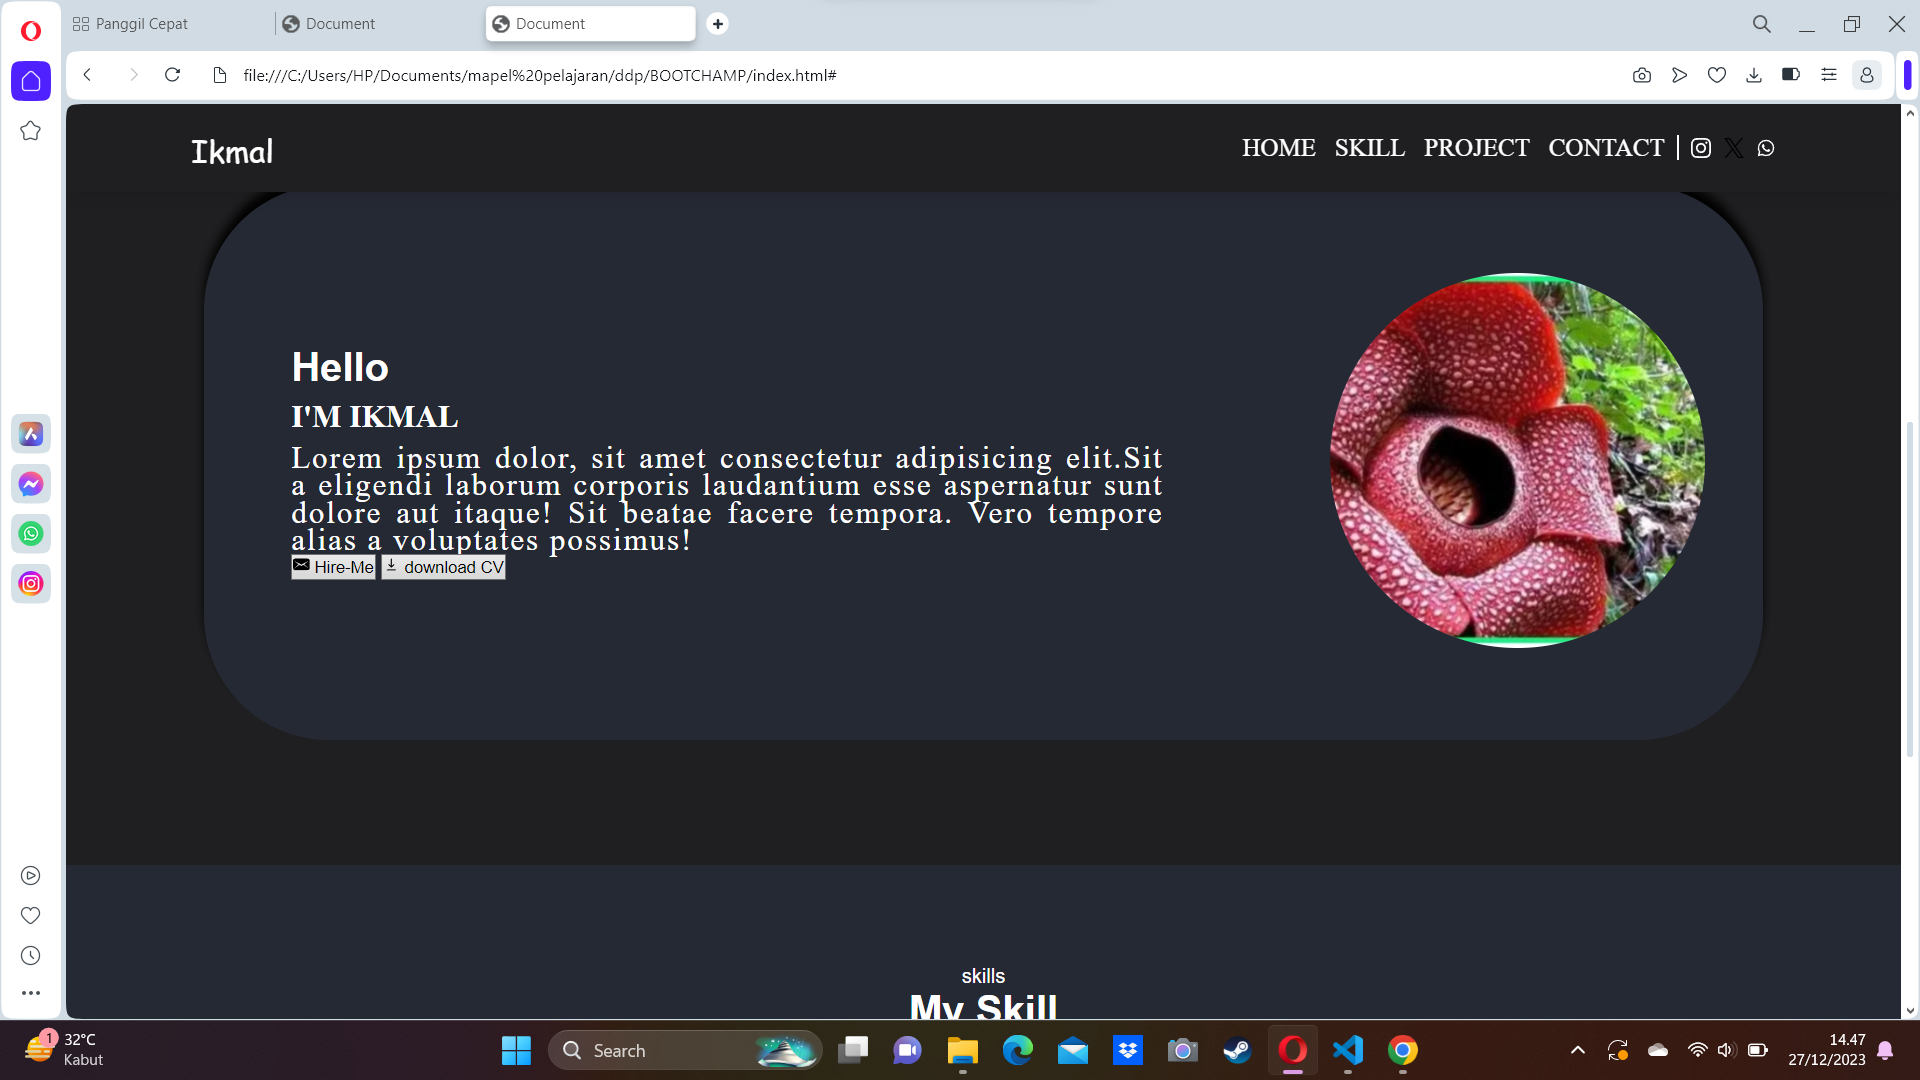 Panggil Cepat
Document
Document
file:///C:/Users/HP/Documents/mapel%20pelajaran/ddp/BOOTCHAMP/index.html#
Ikmal
HOME SKILL PROJECT CONTACT
Hello
I'M IKMAL
Lorem ipsum dolor, sit amet consectetur adipisicing elit.Sit
a eligendi laborum corporis laudantium esse aspernatur sunt
dolore aut itaque! Sit beatae facere tempora. Vero tempore
alias a voluptates possimus!
Hire-Me download CV
skills
My Skill
1
32°C
Kabut
Search
14.47
27/12/2023